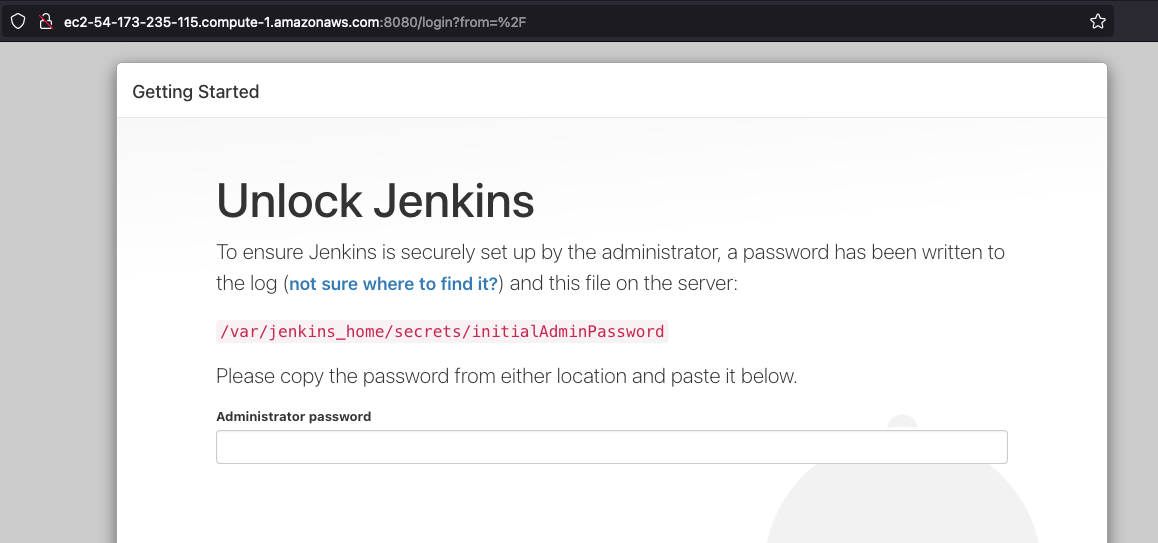 ec2-54-173-235-115.compute-1.amazonaws.com:8080/login?from=%2F
Getting Started
Unlock Jenkins
To ensure Jenkins is securely set up by the administrator, a password has been written to
the log (not sure where to find it?) and this file on the server:
/var/jenkins_home/secrets/initialAdminPassword
Please copy the password from either location and paste it below.
Administrator password